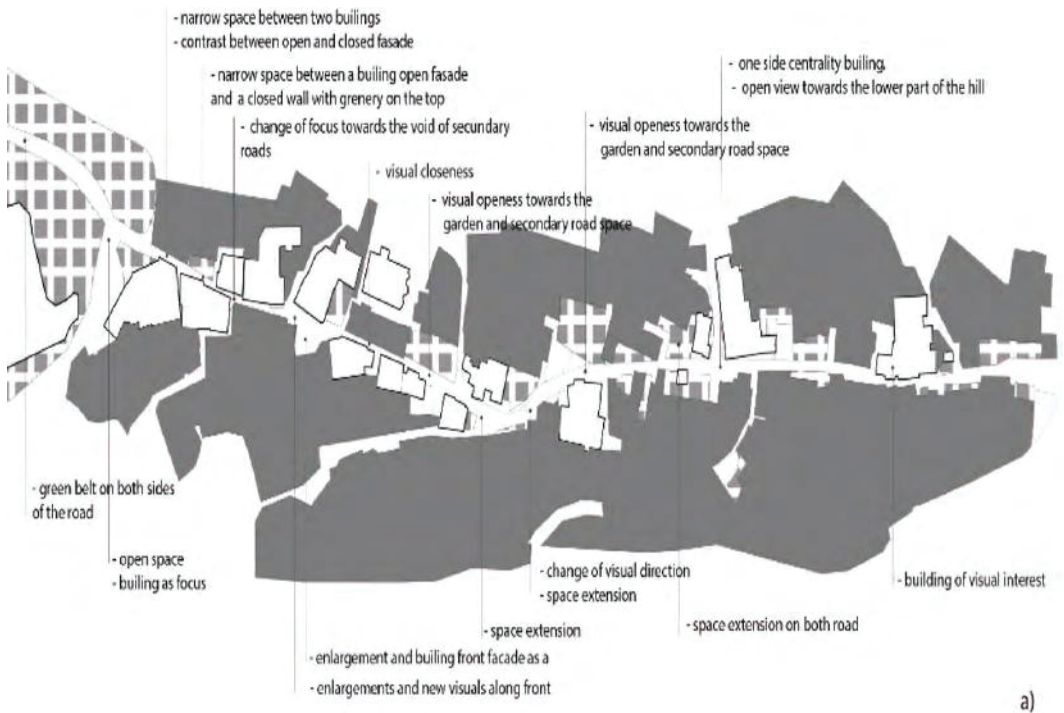 - narrow space between two builings
- contrast between open and closed fasade
- narrow space between a builing open fasade
and a closed wall with grenery on the top
- change of focus towards the void of secundary
roads
- visual closeness
- visual openess towards the
garden and secondary road space
- visual openess towards the
garden and secondary road space
- one side centrality builing.
- open view towards the lower part of the hill
- green belt on both sides
of the road
- open space
- builing as focus
- enlargement and builing front facade as a
- enlargements and new visuals along front
- space extension
- change of visual direction
- space extension
- space extension on both road
- building of visual interest
a)